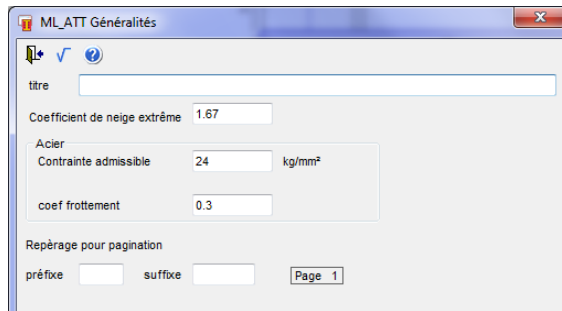 ML_ATT Généralités
titre
Coefficient de neige extrême 1.67
Acier
Contrainte admissible 24 kg/mm²
coef frottement 0.3
Repèrage pour pagination
préfixe suffixe Page 1